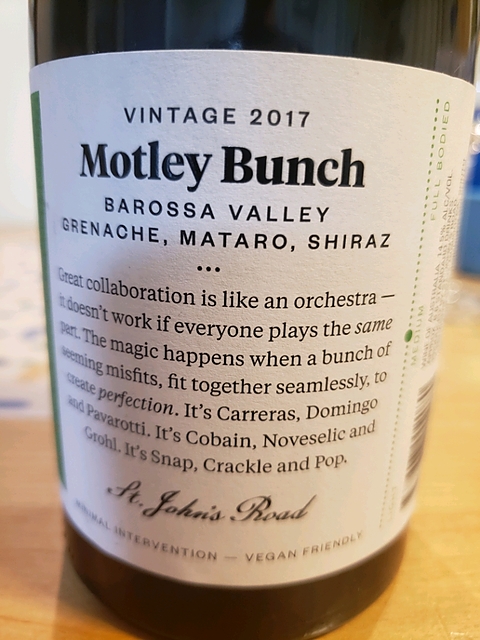 VINTAGE 2017
Motley Bunch
BAROSSA VALLEY
GRENACHE, MATARO, SHIRAZ
•••
Great collaboration is like an orchestra —
it doesn't work if everyone plays the same
part. The magic happens when a bunch of
seeming misfits, fit together seamlessly, to
create perfection. It's Carreras, Domingo
and Pavarotti. It's Cobain, Noveselic and
Grohl. It's Snap, Crackle and Pop.
St. John's Road
MINIMAL INTERVENTION — VEGAN FRIENDLY
FULL BODIED
MEDIUM